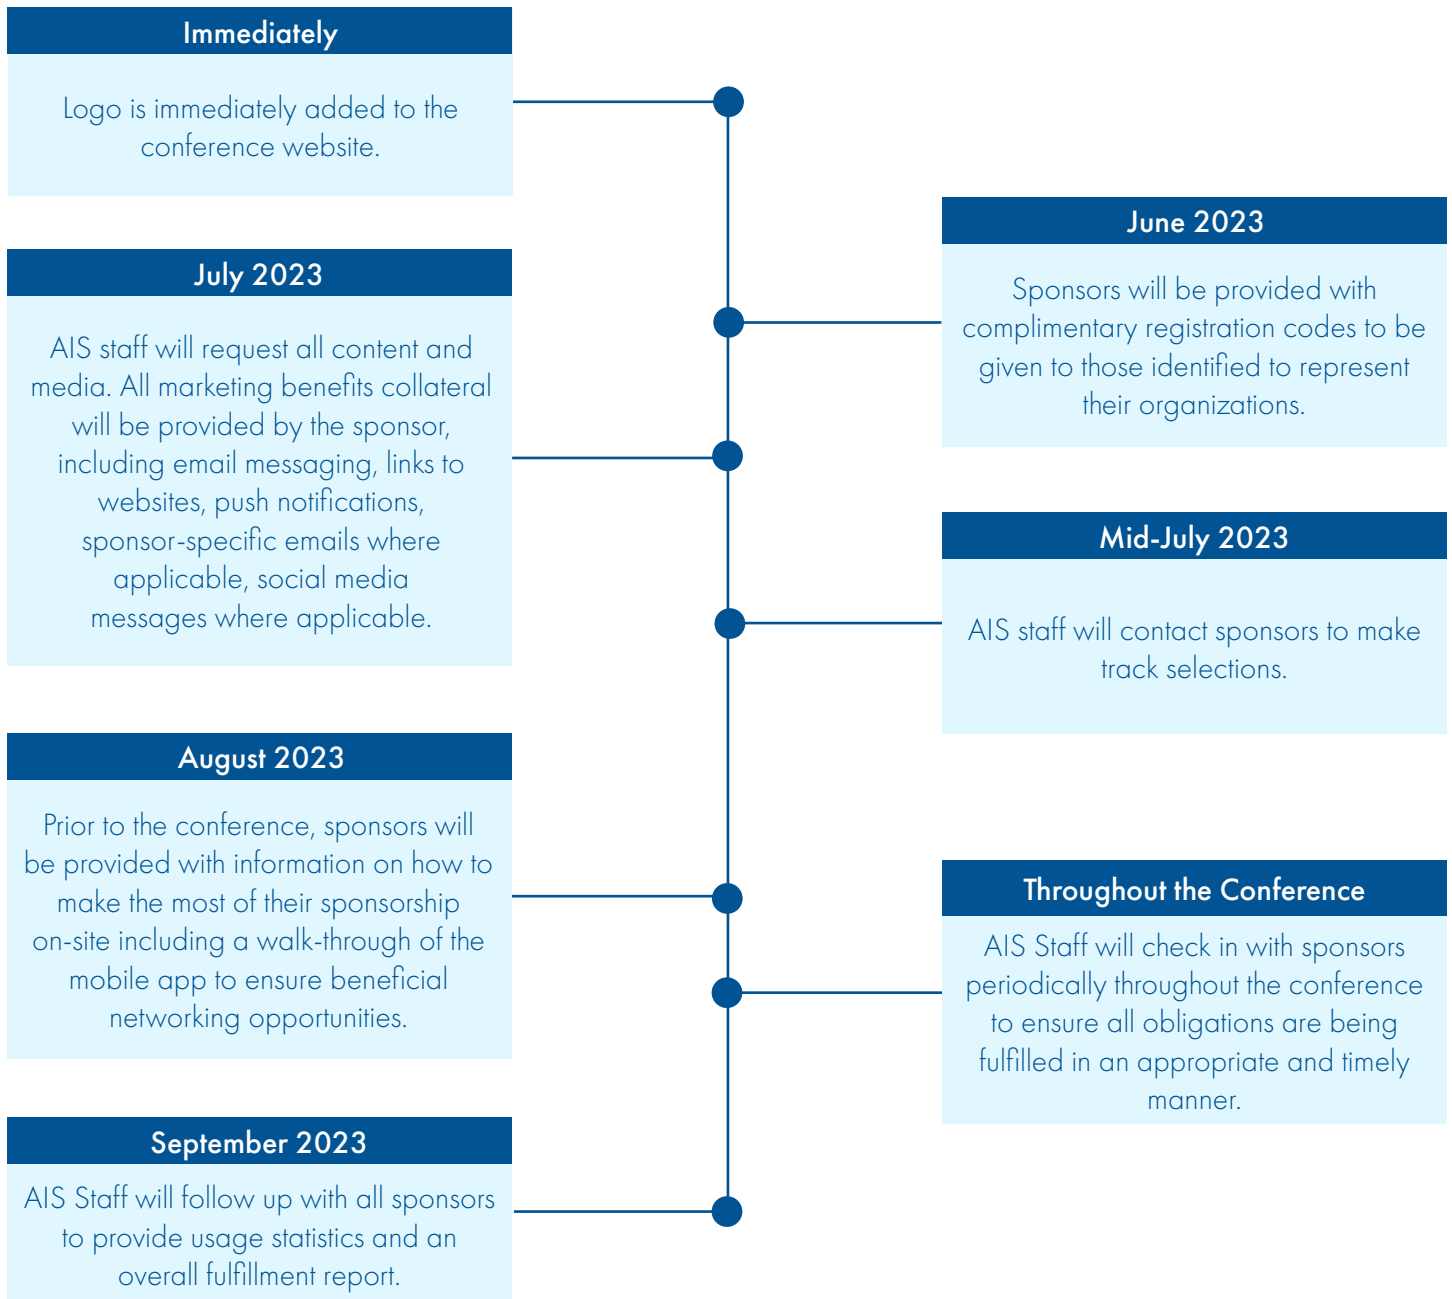 Immediately
Logo is immediately added to the
conference website.
June 2023
Sponsors will be provided with
complimentary registration codes to be
given to those identified to represent
their organizations.
July 2023
AIS staff will request all content and
media. All marketing benefits collateral
will be provided by the sponsor,
including email messaging, links to
websites, push notifications,
sponsor-specific emails where
applicable, social media
messages where applicable.
Mid-July 2023
AIS staff will contact sponsors to make
track selections.
August 2023
Prior to the conference, sponsors will
be provided with information on how to
make the most of their sponsorship
on-site including a walk-through of the
mobile app to ensure beneficial
networking opportunities.
Throughout the Conference
AIS Staff will check in with sponsors
periodically throughout the conference
to ensure all obligations are being
fulfilled in an appropriate and timely
manner.
September 2023
AIS Staff will follow up with all sponsors
to provide usage statistics and an
overall fulfillment report.